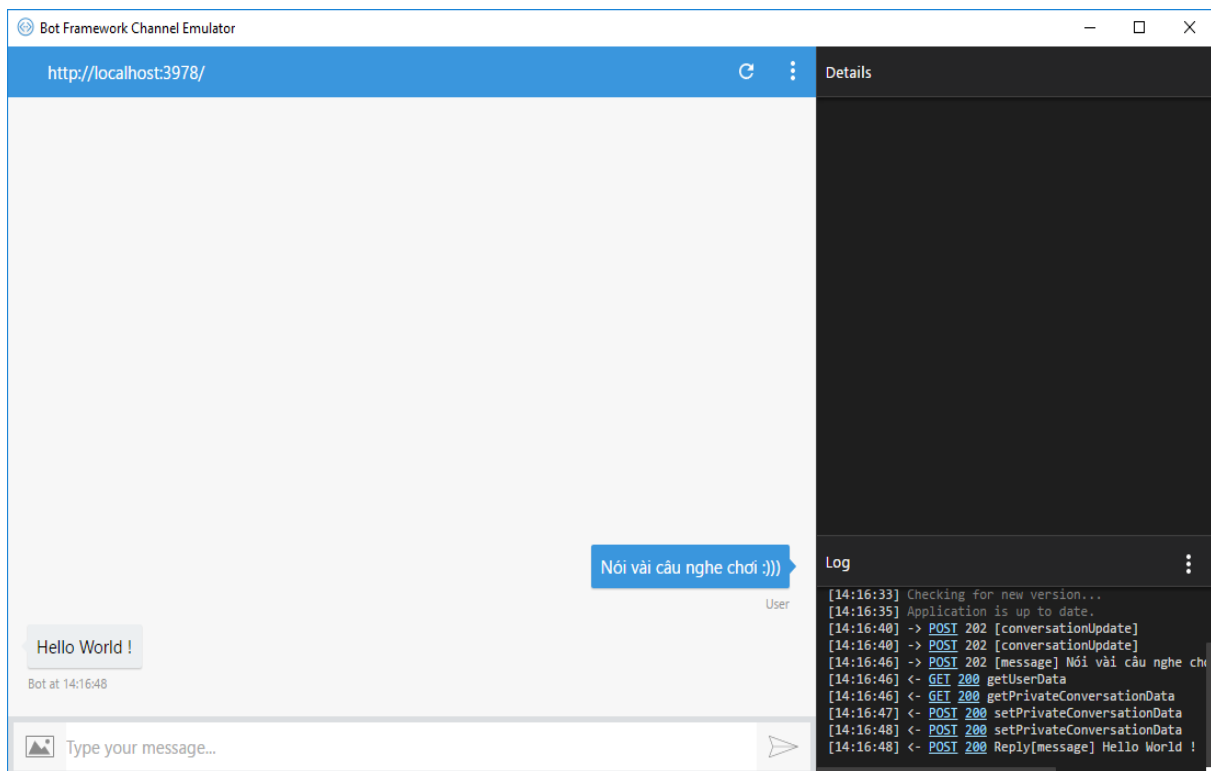 Bot Framework Channel Emulator
http://localhost:3978/
Details
Nói vài câu nghe chơi :)))
User
Hello World !
Bot at 14:16:48
Type your message...
Log
[14:16:33] Checking for new version...
[14:16:35] Application is up to date.
[14:16:40] -> POST 202 [conversationUpdate]
[14:16:40] -> POST 202 [conversationUpdate]
[14:16:46] -> POST 202 [message] Nói vài câu nghe
[14:16:46] <- GET 200 getUserData
[14:16:46] <- GET 200 getPrivateConversationData
[14:16:47] <- POST 200 setPrivateConversationData
[14:16:48] <- POST 200 setPrivateConversationData
[14:16:48] <- POST 200 Reply[message] Hello World !